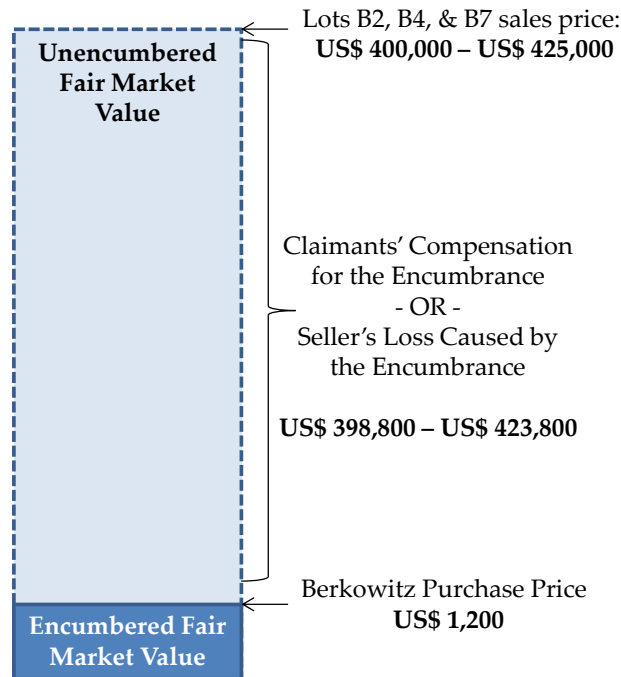 Lots B2, B4, & B7 sales price:
US$ 400,000 – US$ 425,000
Unencumbered
Fair Market
Value
Claimants' Compensation
for the Encumbrance
- OR -
Seller's Loss Caused by
the Encumbrance
US$ 398,800 – US$ 423,800
Berkowitz Purchase Price
US$ 1,200
Encumbered Fair
Market Value